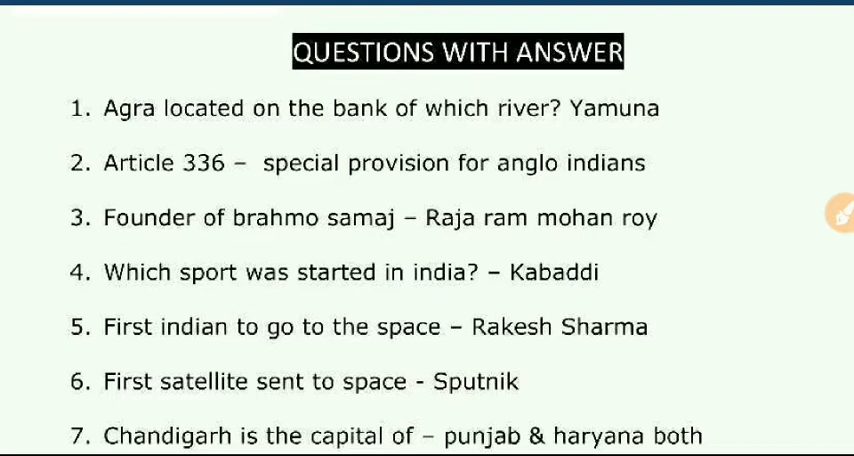 QUESTIONS WITH ANSWER
1. Agra located on the bank of which river? Yamuna
2. Article 336 – special provision for anglo indians
3. Founder of brahmo samaj – Raja ram mohan roy
4. Which sport was started in india? – Kabaddi
5. First indian to go to the space – Rakesh Sharma
6. First satellite sent to space - Sputnik
7. Chandigarh is the capital of – punjab & haryana both